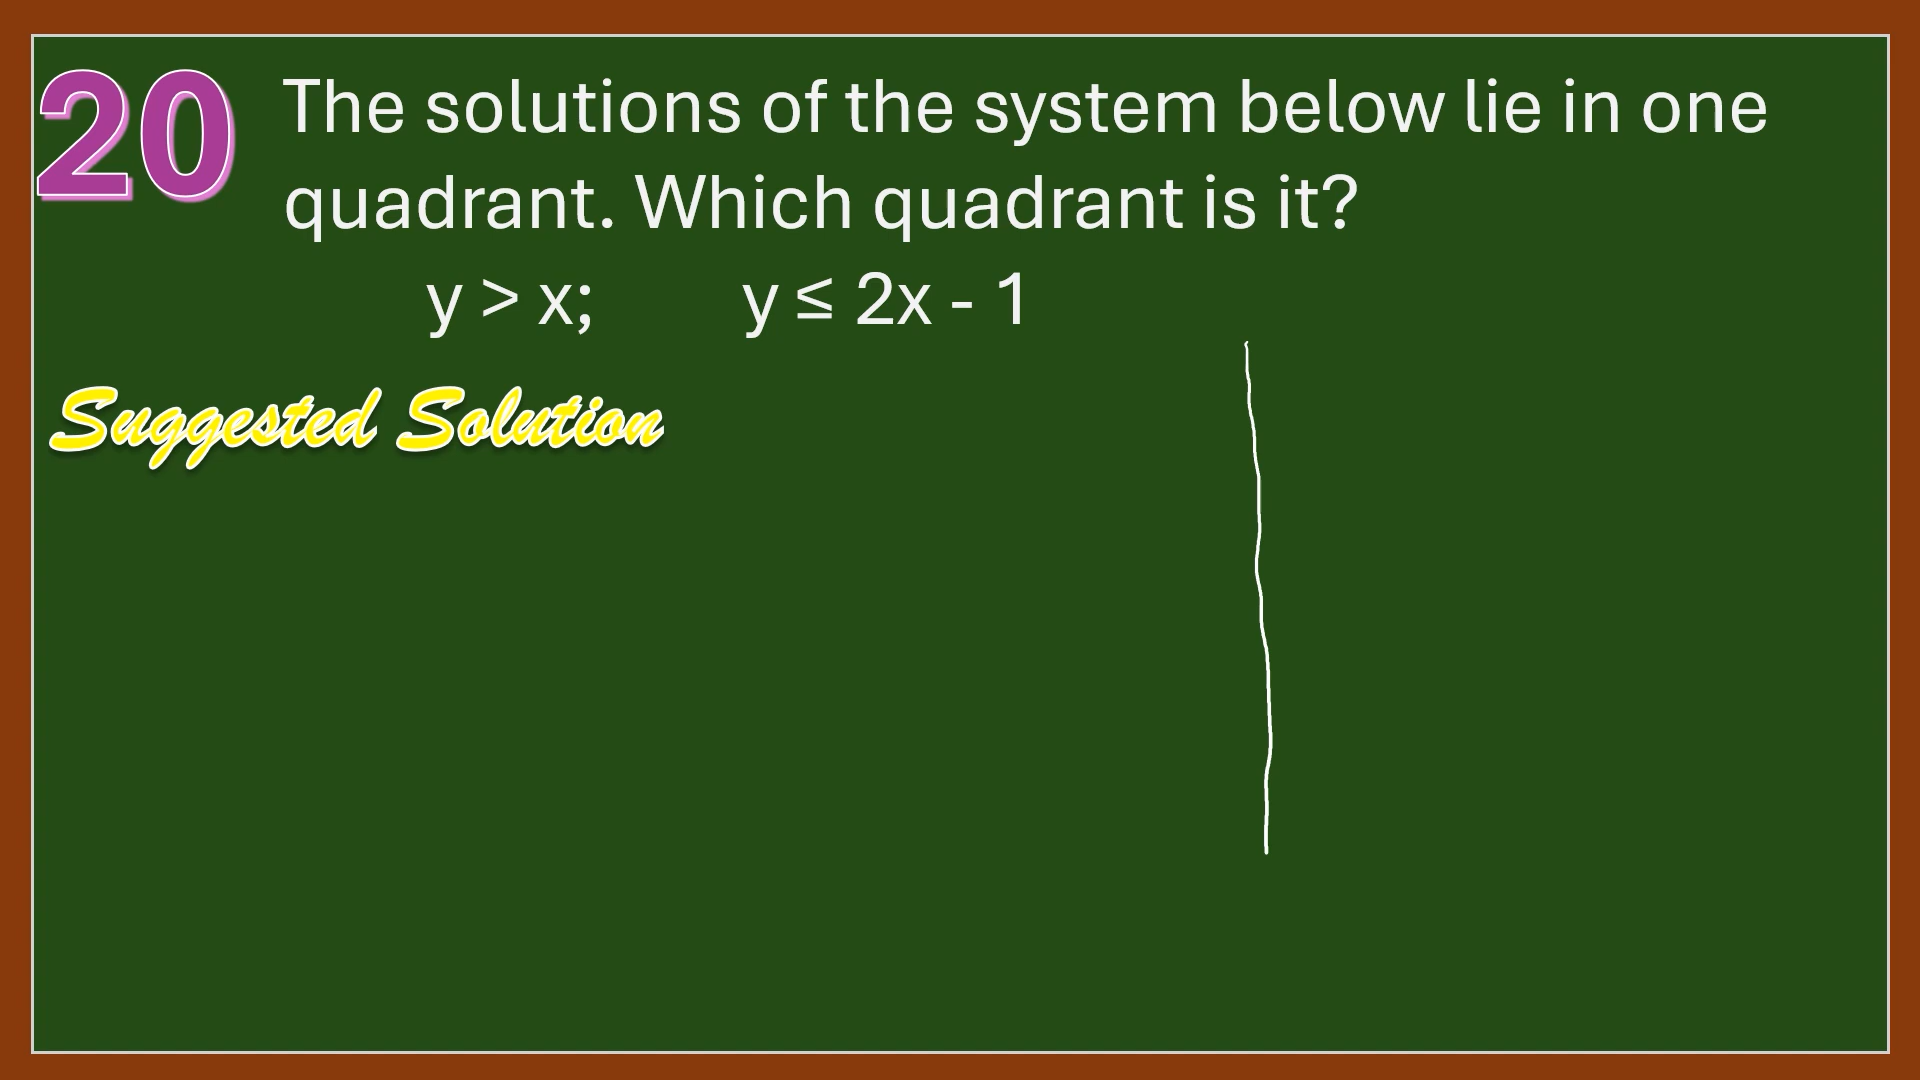 20 The solutions of the system below lie in one
quadrant. Which quadrant is it?
y > x; y ≤ 2x - 1
Suggested Solution